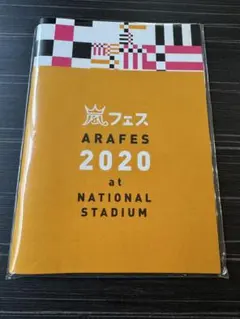 嵐フェス
ARAFES
2020
at
NATIONAL
STADIUM